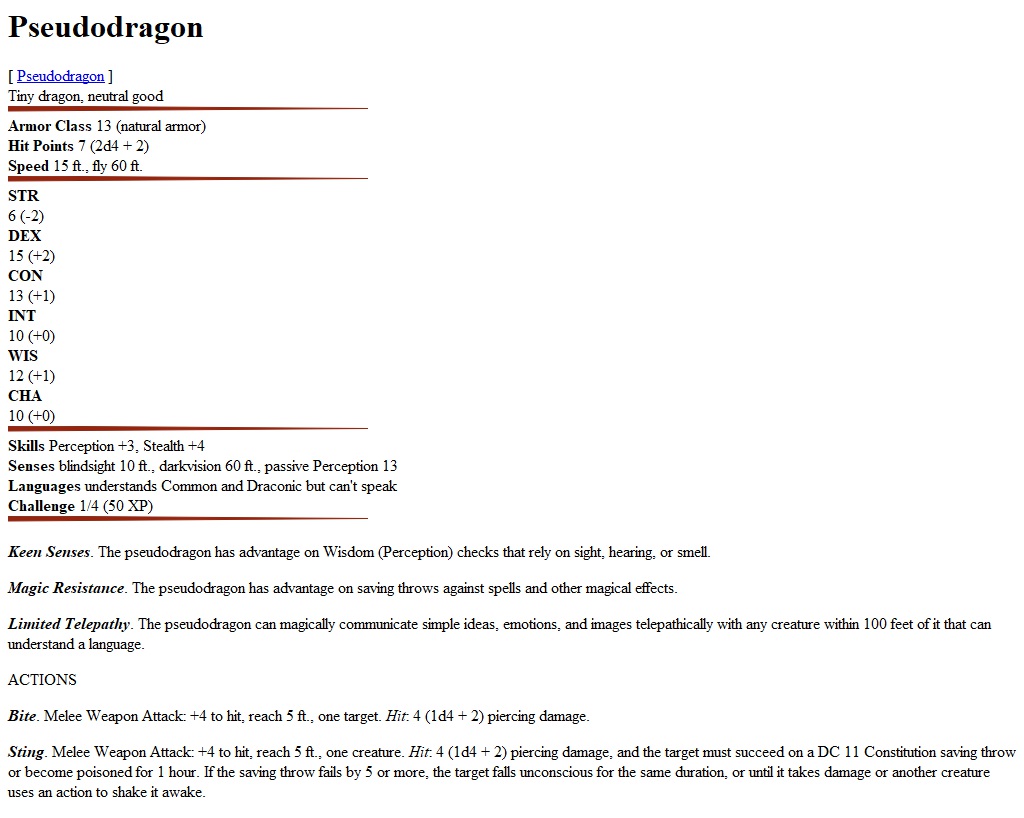 Pseudodragon
[ Pseudodragon ]
Tiny dragon, neutral good
Armor Class 13 (natural armor)
Hit Points 7 (2d4 + 2)
Speed 15 ft., fly 60 ft.
STR
6 (-2)
DEX
15 (+2)
CON
13 (+1)
INT
10 (+0)
WIS
12 (+1)
CHA
10 (+0)
Skills Perception +3, Stealth +4
Senses blindsight 10 ft., darkvision 60 ft., passive Perception 13
Languages understands Common and Draconic but can't speak
Challenge 1/4 (50 XP)
Keen Senses. The pseudodragon has advantage on Wisdom (Perception) checks that rely on sight, hearing, or smell.
Magic Resistance. The pseudodragon has advantage on saving throws against spells and other magical effects.
Limited Telepathy. The pseudodragon can magically communicate simple ideas, emotions, and images telepathically with any creature within 100 feet of it that can
understand a language.
ACTIONS
Bite. Melee Weapon Attack: +4 to hit, reach 5 ft., one target. Hit: 4 (1d4 + 2) piercing damage.
Sting. Melee Weapon Attack: +4 to hit, reach 5 ft., one creature. Hit: 4 (1d4 + 2) piercing damage, and the target must succeed on a DC 11 Constitution saving throw
or become poisoned for 1 hour. If the saving throw fails by 5 or more, the target falls unconscious for the same duration, or until it takes damage or another creature
uses an action to shake it awake.